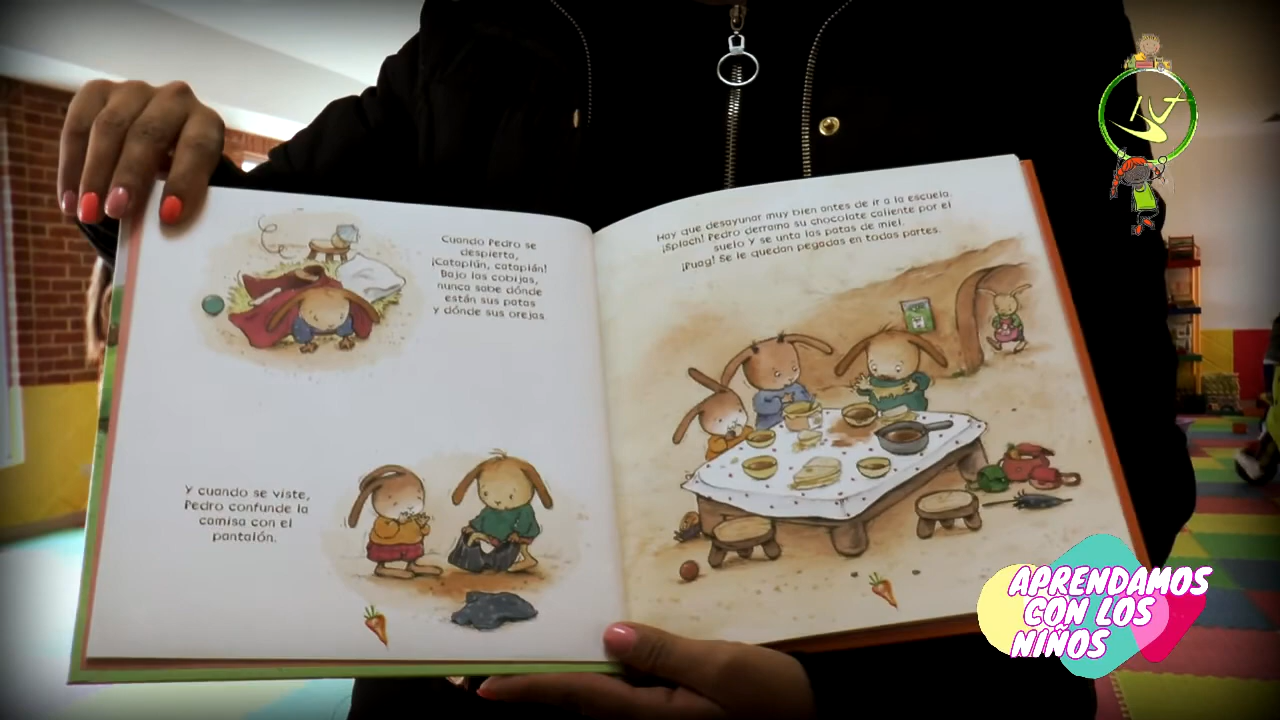 Cuando Pedro se
despierta,
¡Cataplún, cataplán!
Bajo las cobijas,
nunca sabe dónde
están sus patas
y dónde sus orejas.
Y cuando se viste,
Pedro confunde la
camisa con el
pantalón.
Hay que desayunar muy bien antes de ir a la escuela.
¡Splach! Pedro derrama su chocolate caliente por el
suelo y se unta las patas de miel.
¡Puag! Se le quedan pegadas en todas partes.
APRENDAMOS
CON LOS
NIÑOS